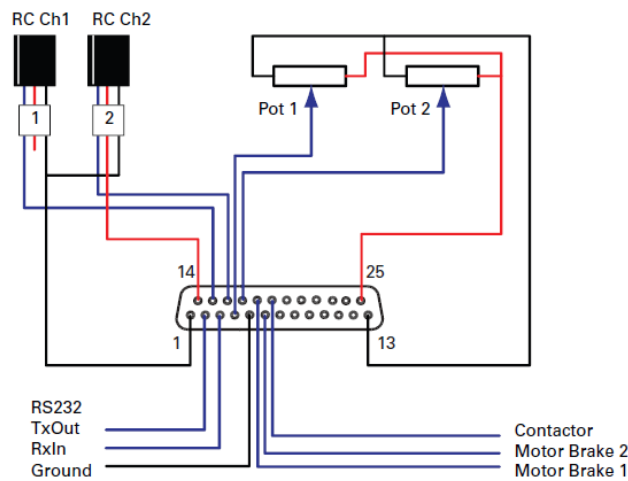 RC Ch1 RC Ch2
1 2
Pot 1 Pot 2
14 25
1 13
RS232
TxOut
RxIn
Ground
Contactor
Motor Brake 2
Motor Brake 1